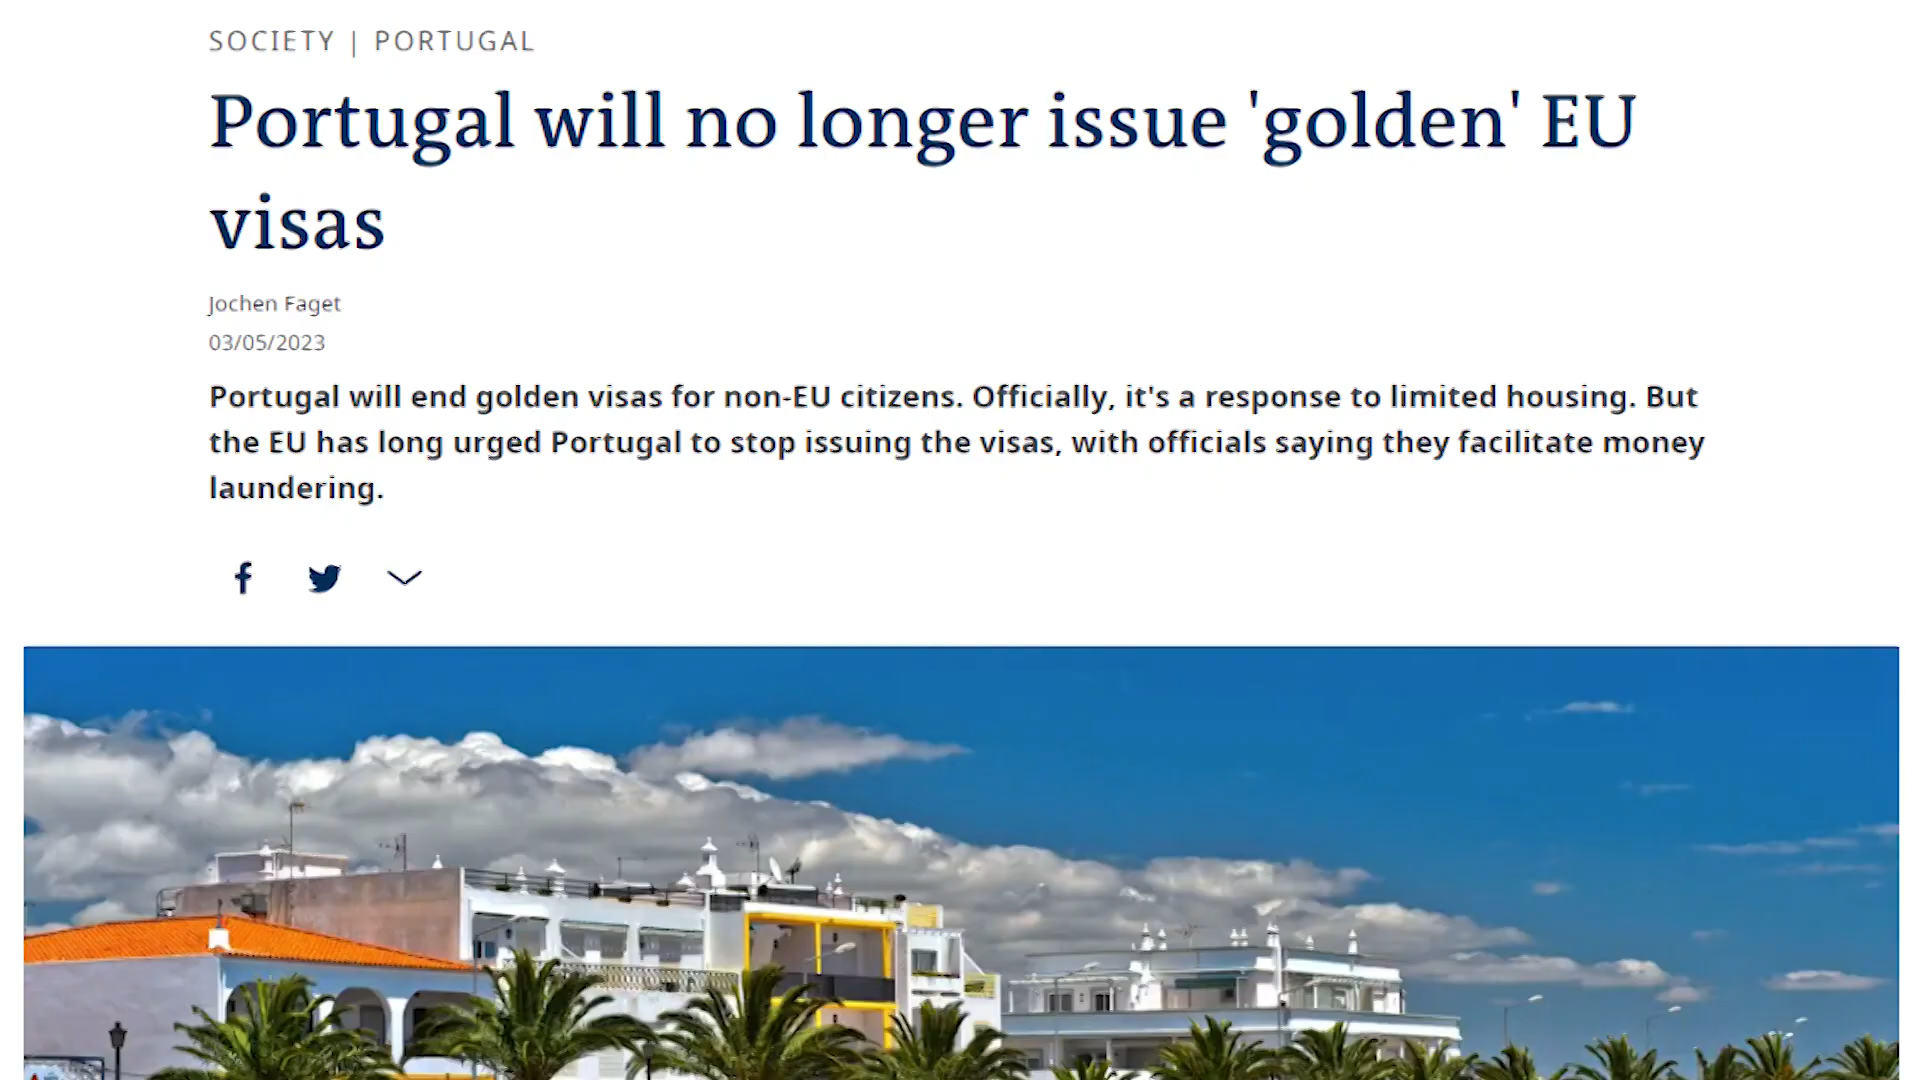 SOCIETY | PORTUGAL
Portugal will no longer issue 'golden' EU
visas
Jochen Faget
03/05/2023
Portugal will end golden visas for non-EU citizens. Officially, it's a response to limited housing. But
the EU has long urged Portugal to stop issuing the visas, with officials saying they facilitate money
laundering.